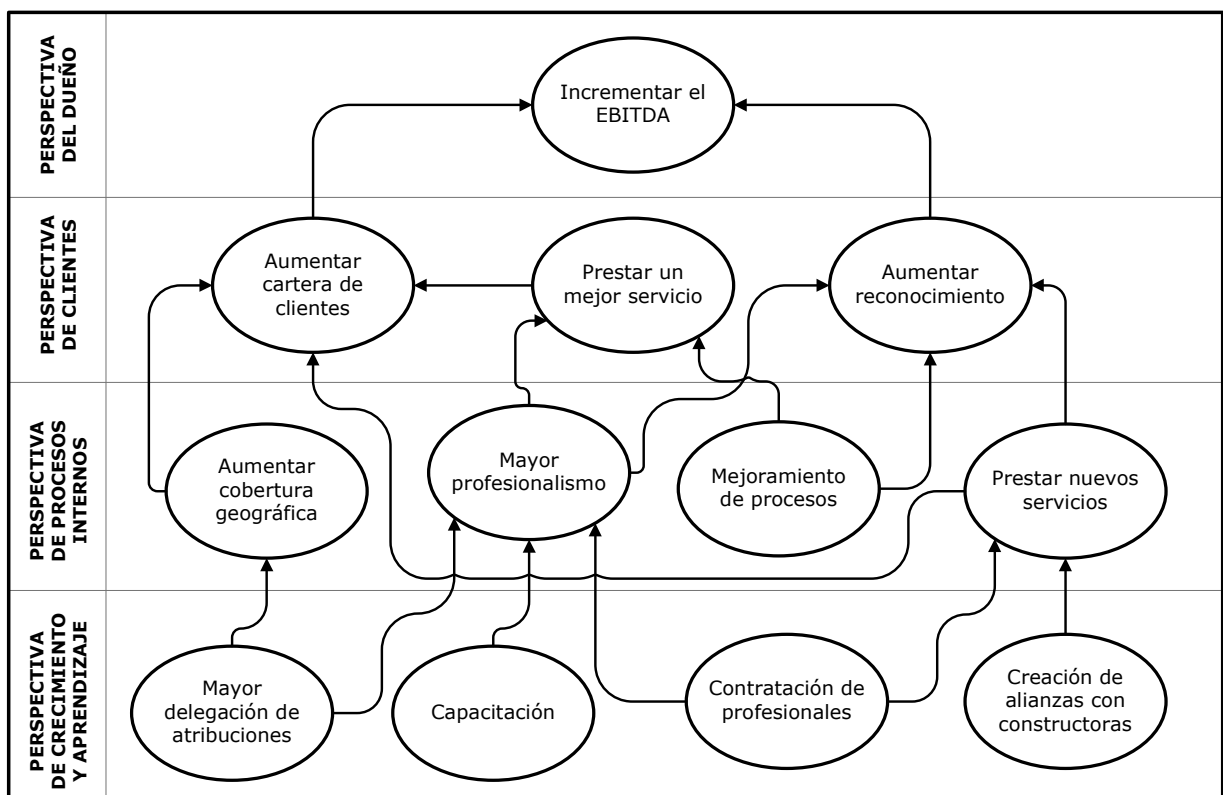 PERSPECTIVA
DEL DUEÑO
Incrementar el
EBITDA
PERSPECTIVA
DE CLIENTES
Aumentar
cartera de
clientes
Prestar un
mejor servicio
Aumentar
reconocimiento
PERSPECTIVA
DE PROCESOS
INTERNOS
Aumentar
cobertura
geográfica
Mayor
profesionalismo
Mejoramiento
de procesos
Prestar nuevos
servicios
PERSPECTIVA
DE CRECIMIENTO
Y APRENDIZAJE
Mayor
delegación de
atribuciones
Capacitación
Contratación de
profesionales
Creación de
alianzas con
constructoras